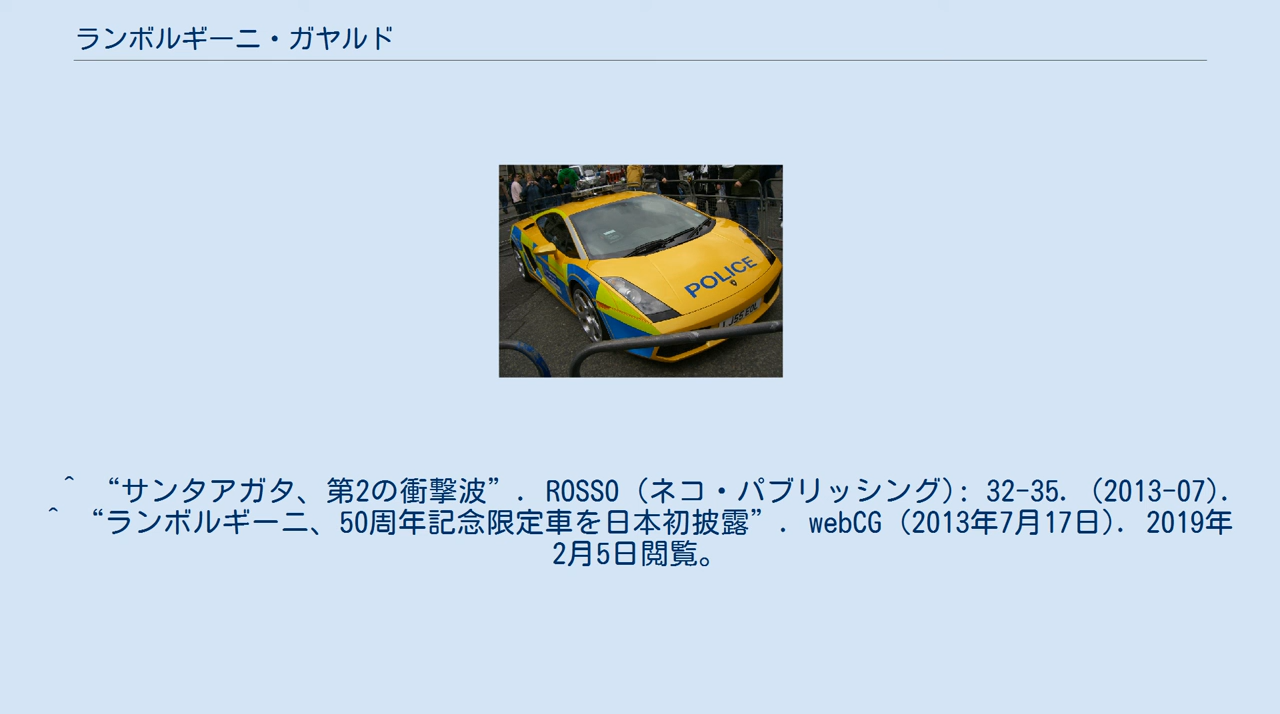 ランボルギーニ・ガヤルド
POLICE
^ “サンタアガタ、第2の衝撃波”. ROSSO (ネコ・パブリッシング): 32-35. (2013-07).
^ “ランボルギーニ、50周年記念限定車を日本初披露”. webCG (2013年7月17日). 2019年
2月5日閲覧。